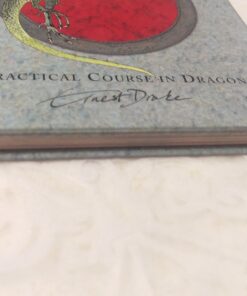 RACTICAL COURSE IN DRAGON
Ernest Drake